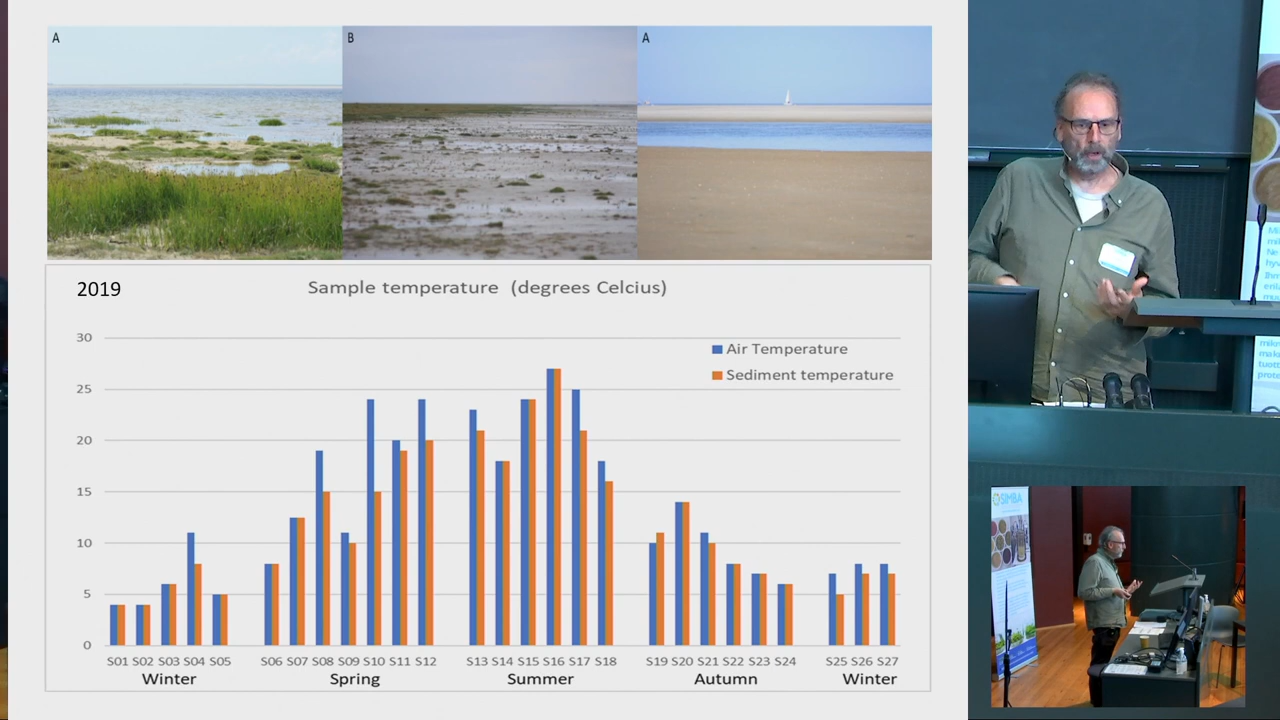 A
B
A
2019
Sample temperature (degrees Celcius)
30
25
20
15
10
5
0
Air Temperature
Sediment temperature
S01 S02 S03 S04 S05 S06 S07 S08 S09 S10 S11 S12 S13 S14 S15 S16 S17 S18 S19 S20 S21 S22 S23 S24 S25 S26 S27
Winter Spring Summer Autumn Winter
SIMBA